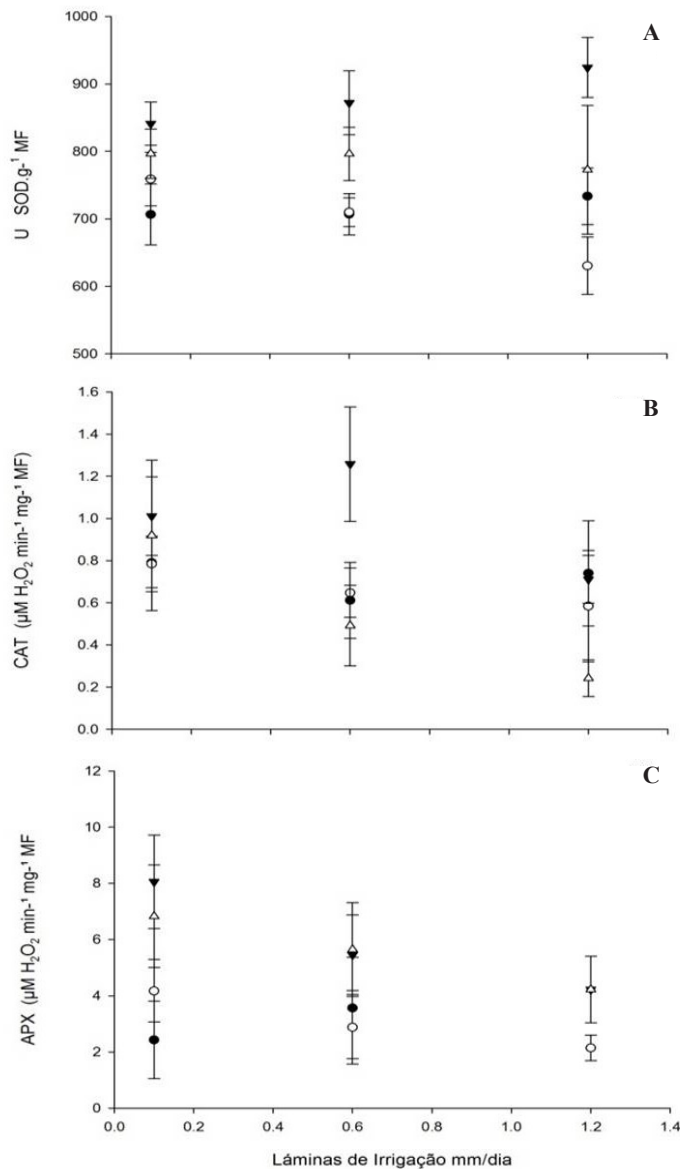 A
1000
900
800
700
600
500
U SOD.g-¹ MF
B
1.6
1.4
1.2
1.0
0.8
0.6
0.4
0.2
0.0
CAT (µM H₂O₂ min-¹ mg-¹ MF)
C
12
10
8
6
4
2
0
APX (µM H₂O₂ min-¹ mg-¹ MF
0.0 0.2 0.4 0.6 0.8 1.0 1.2 1.4
Láminas de Irrigação mm/dia